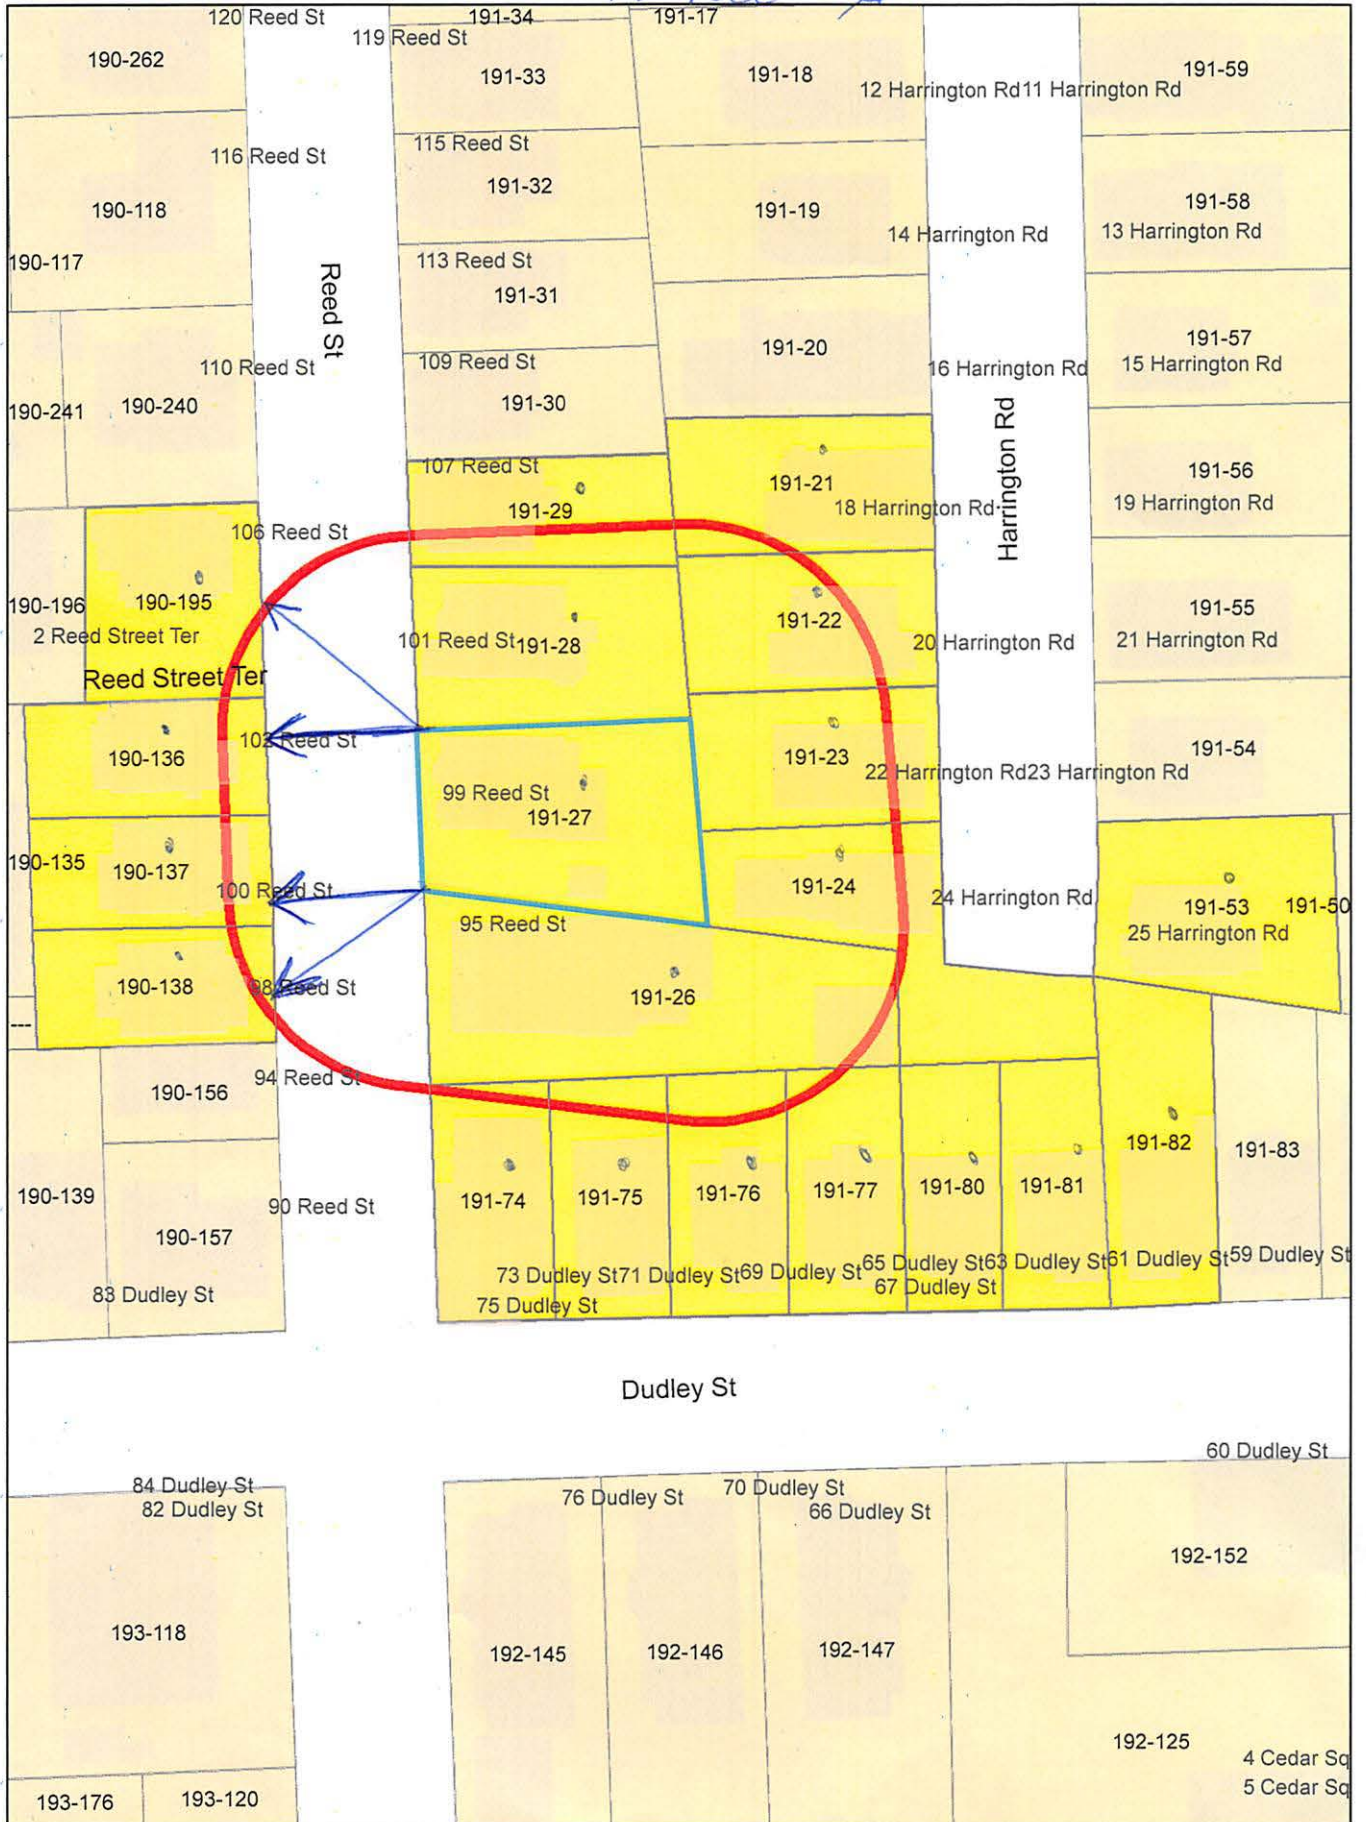 120 Reed St
191-34
191-17
119 Reed St
190-262
191-33
191-18
12 Harrington Rd
11 Harrington Rd
191-59
116 Reed St
115 Reed St
191-32
190-118
191-19
191-58
14 Harrington Rd
13 Harrington Rd
190-117
113 Reed St
191-31
Reed St
191-20
191-57
110 Reed St
109 Reed St
16 Harrington Rd
15 Harrington Rd
190-241
190-240
191-30
Harrington Rd
107 Reed St
191-21
191-56
191-29
18 Harrington Rd
19 Harrington Rd
106 Reed St
190-196
190-195
191-22
191-55
2 Reed Street Ter
101 Reed St
191-28
20 Harrington Rd
21 Harrington Rd
Reed Street Ter
102 Reed St
190-136
191-23
191-54
22 Harrington Rd
23 Harrington Rd
99 Reed St
191-27
190-135
190-137
191-24
100 Reed St
24 Harrington Rd
191-53
191-50
95 Reed St
25 Harrington Rd
190-138
98 Reed St
191-26
---
94 Reed St
190-156
191-82
191-83
190-139
90 Reed St
191-74
191-75
191-76
191-77
191-80
191-81
190-157
73 Dudley St
71 Dudley St
69 Dudley St
65 Dudley St
63 Dudley St
61 Dudley St
59 Dudley St
83 Dudley St
75 Dudley St
67 Dudley St
Dudley St
60 Dudley St
84 Dudley St
82 Dudley St
76 Dudley St
70 Dudley St
66 Dudley St
192-152
193-118
192-145
192-146
192-147
192-125
4 Cedar Sq
5 Cedar Sq
193-176
193-120